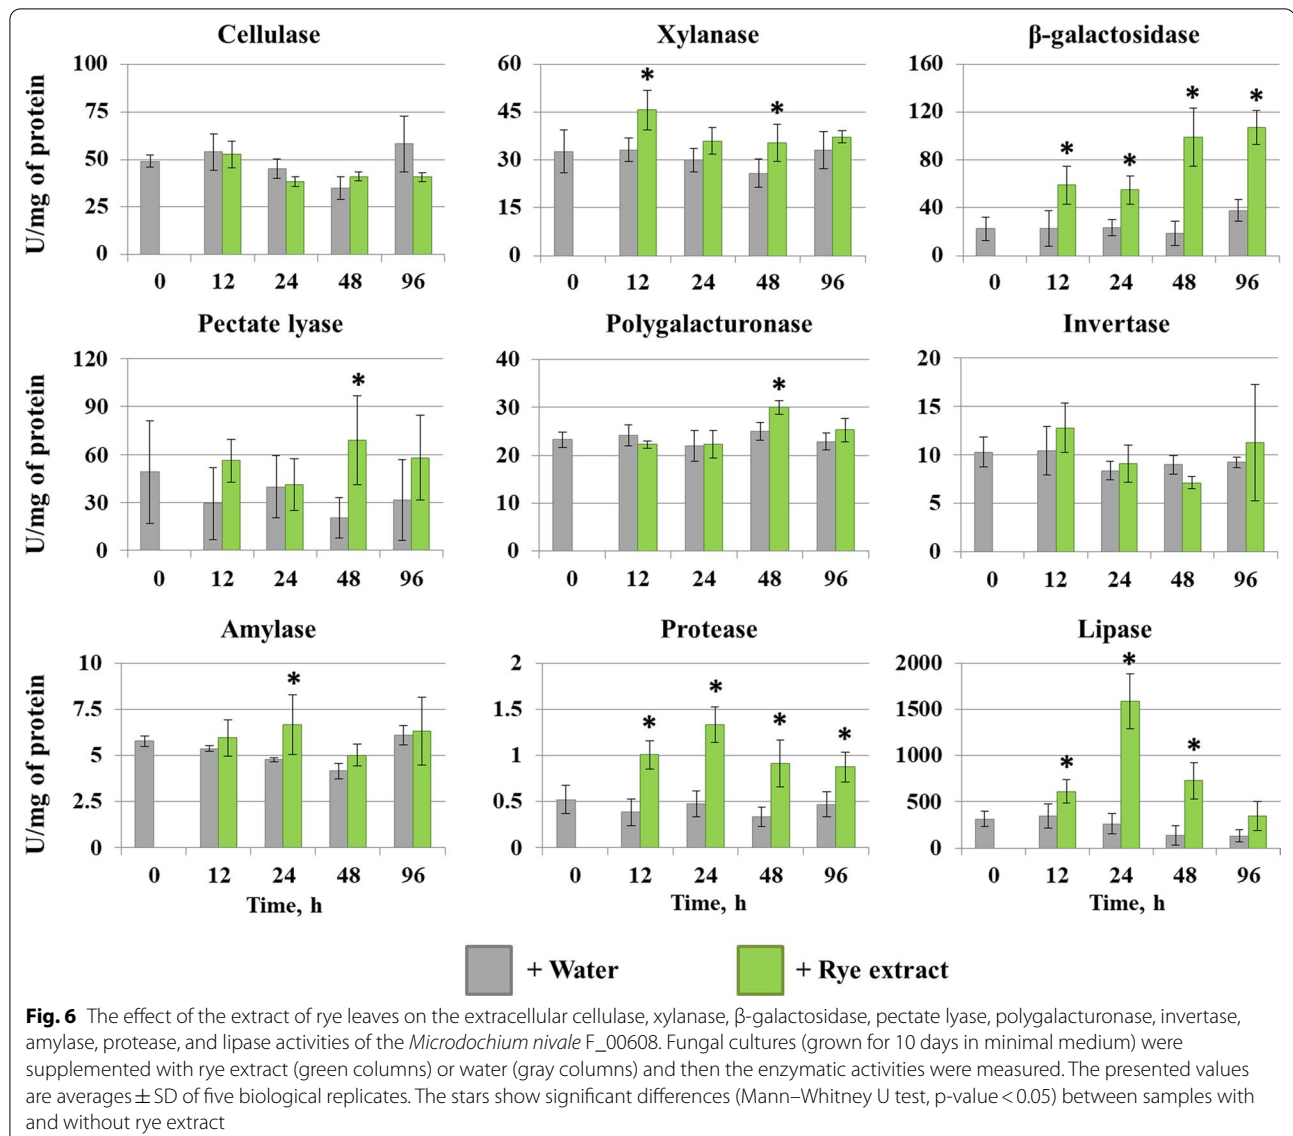 Cellulase
Xylanase
β-galactosidase
U/mg of protein
100
75
50
25
0
0 12 24 48 96
60
45
30
15
0
* *
0 12 24 48 96
160
120
80
40
0
* * * *
0 12 24 48 96
Pectate lyase
Polygalacturonase
Invertase
U/mg of protein
120
90
60
30
0
*
0 12 24 48 96
40
30
20
10
0
*
0 12 24 48 96
20
15
10
5
0
0 12 24 48 96
Amylase
Protease
Lipase
U/mg of protein
10
7.5
5
2.5
0
*
0 12 24 48 96
Time, h
2
1.5
1
0.5
0
* * * *
0 12 24 48 96
Time, h
2000
1500
1000
500
0
* * *
0 12 24 48 96
Time, h
+ Water
+ Rye extract
Fig. 6 The effect of the extract of rye leaves on the extracellular cellulase, xylanase, β-galactosidase, pectate lyase, polygalacturonase, invertase,
amylase, protease, and lipase activities of the Microdochium nivale F_00608. Fungal cultures (grown for 10 days in minimal medium) were
supplemented with rye extract (green columns) or water (gray columns) and then the enzymatic activities were measured. The presented values
are averages ± SD of five biological replicates. The stars show significant differences (Mann–Whitney U test, p-value < 0.05) between samples with
and without rye extract